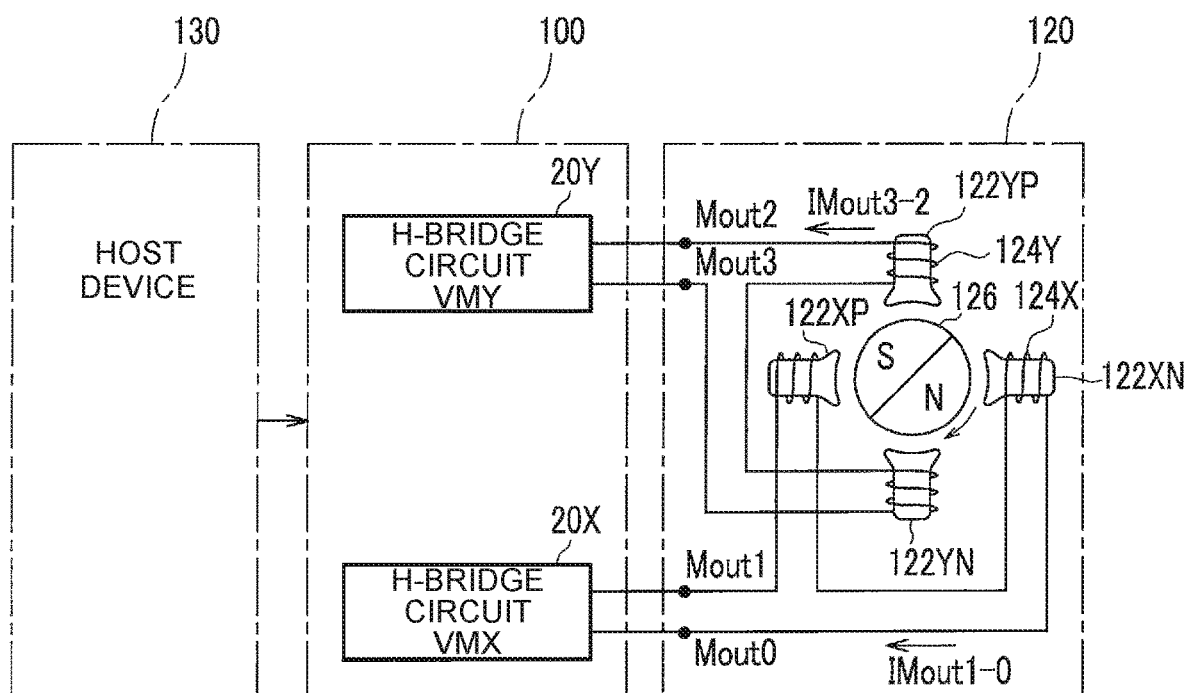 130
100
120
20Y
122YP
IMout3-2
Mout2
H-BRIDGE
CIRCUIT
VMY
HOST
DEVICE
124Y
Mout3
126
124X
122XP
S
N
122XN
20X
122YN
Mout1
H-BRIDGE
CIRCUIT
VMX
Mout0
IMout1-0